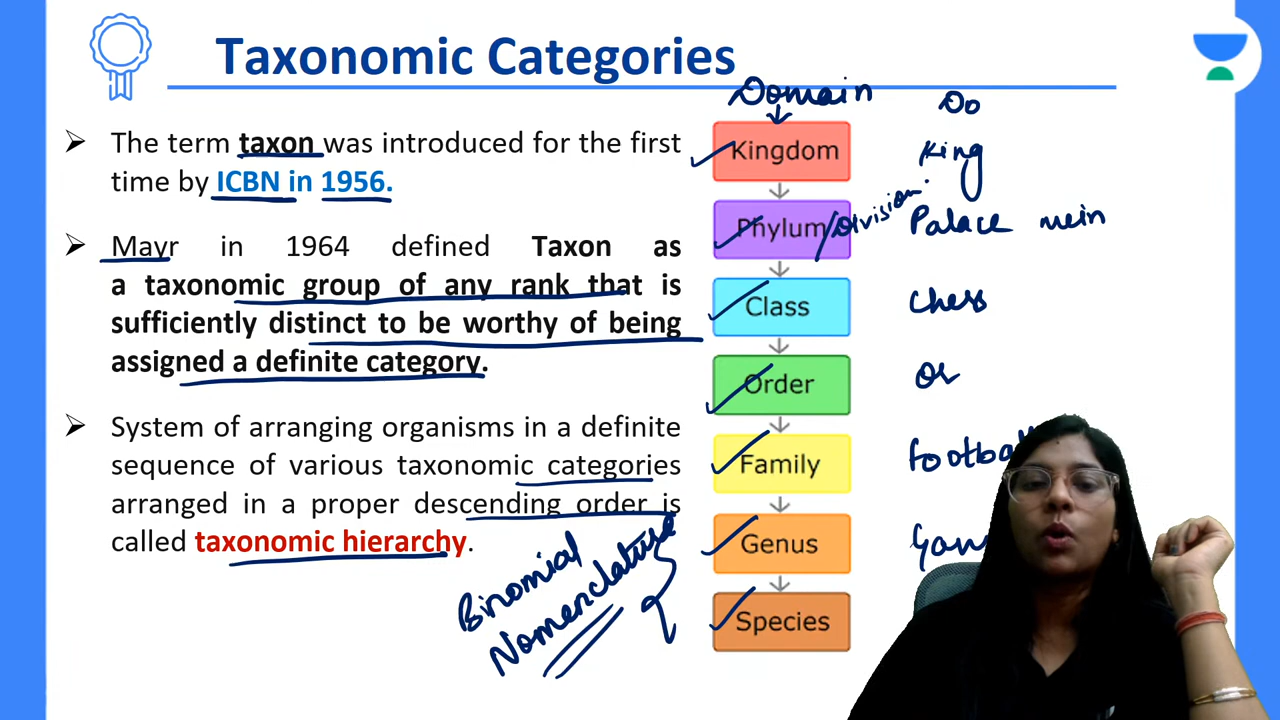 Taxonomic Categories
➢ The term taxon was introduced for the first
time by ICBN in 1956.
➢ Mayr in 1964 defined Taxon as
a taxonomic group of any rank that is
sufficiently distinct to be worthy of being
assigned a definite category.
➢ System of arranging organisms in a definite
sequence of various taxonomic categories
arranged in a proper descending order is
called taxonomic hierarchy.
Binomial
Nomenclature
Domain
Kingdom
Phylum/Division
Class
Order
Family
Genus
Species
Do
King
Palace mein
Chess
or